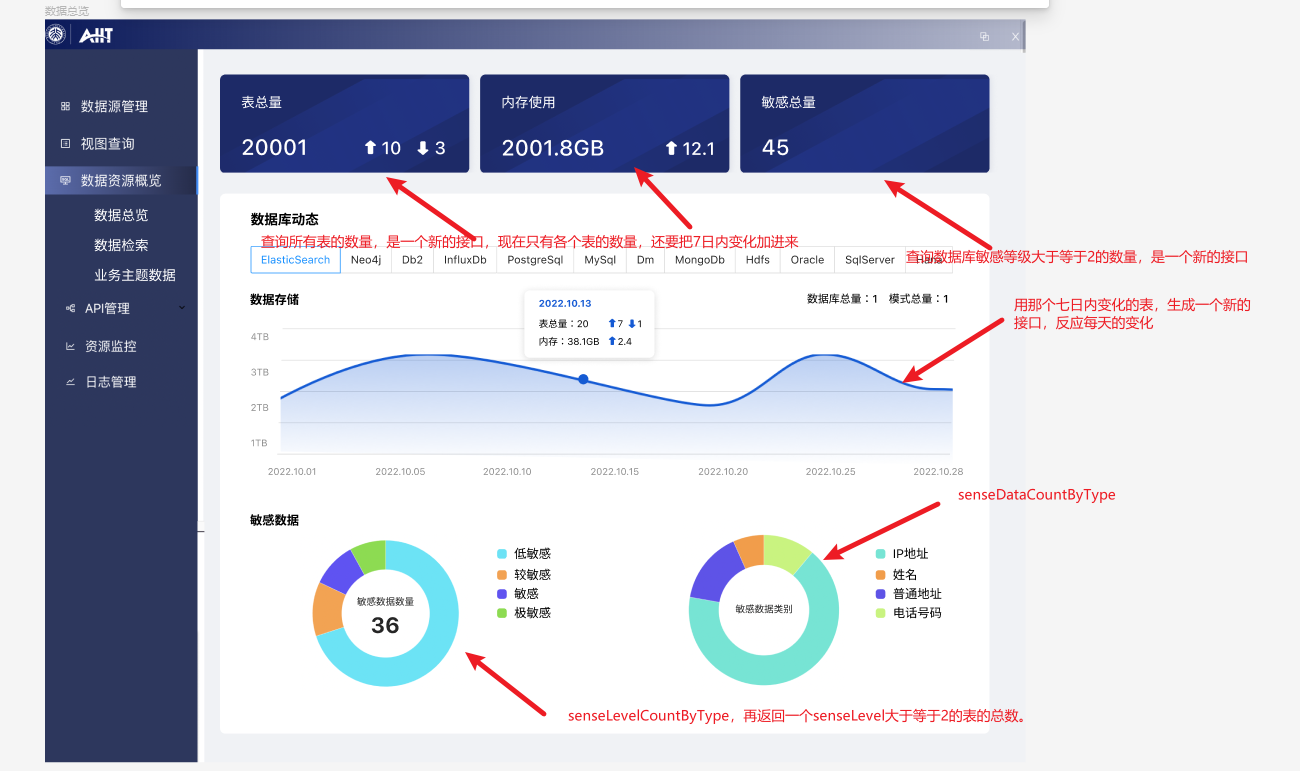 数据总览
AIIT
X
数据源管理
视图查询
数据资源概览
数据总览
数据检索
业务主题数据
API管理
资源监控
日志管理
表总量
20001
10
3
内存使用
2001.8GB
12.1
敏感总量
45
数据库动态
查询所有表的数量，是一个新的接口，现在只有各个表的数量，还要把7日内变化加进来
查询数据库敏感等级大于等于2的数量，是一个新的接口
ElasticSearch
Neo4j
Db2
InfluxDb
PostgreSql
MySql
Dm
MongoDb
Hdfs
Oracle
SqlServer
Hana
数据存储
数据库总量：1 模式总量：1
用那个七日内变化的表，生成一个新的
接口，反应每天的变化
2022.10.13
表总量：20 7 1
内存：38.1GB 2.4
4TB
3TB
2TB
1TB
2022.10.01
2022.10.05
2022.10.10
2022.10.15
2022.10.20
2022.10.25
2022.10.28
senseDataCountByType
敏感数据
敏感数据数量
36
低敏感
较敏感
敏感
极敏感
敏感数据类别
IP地址
姓名
普通地址
电话号码
senseLevelCountByType，再返回一个senseLevel大于等于2的表的总数。